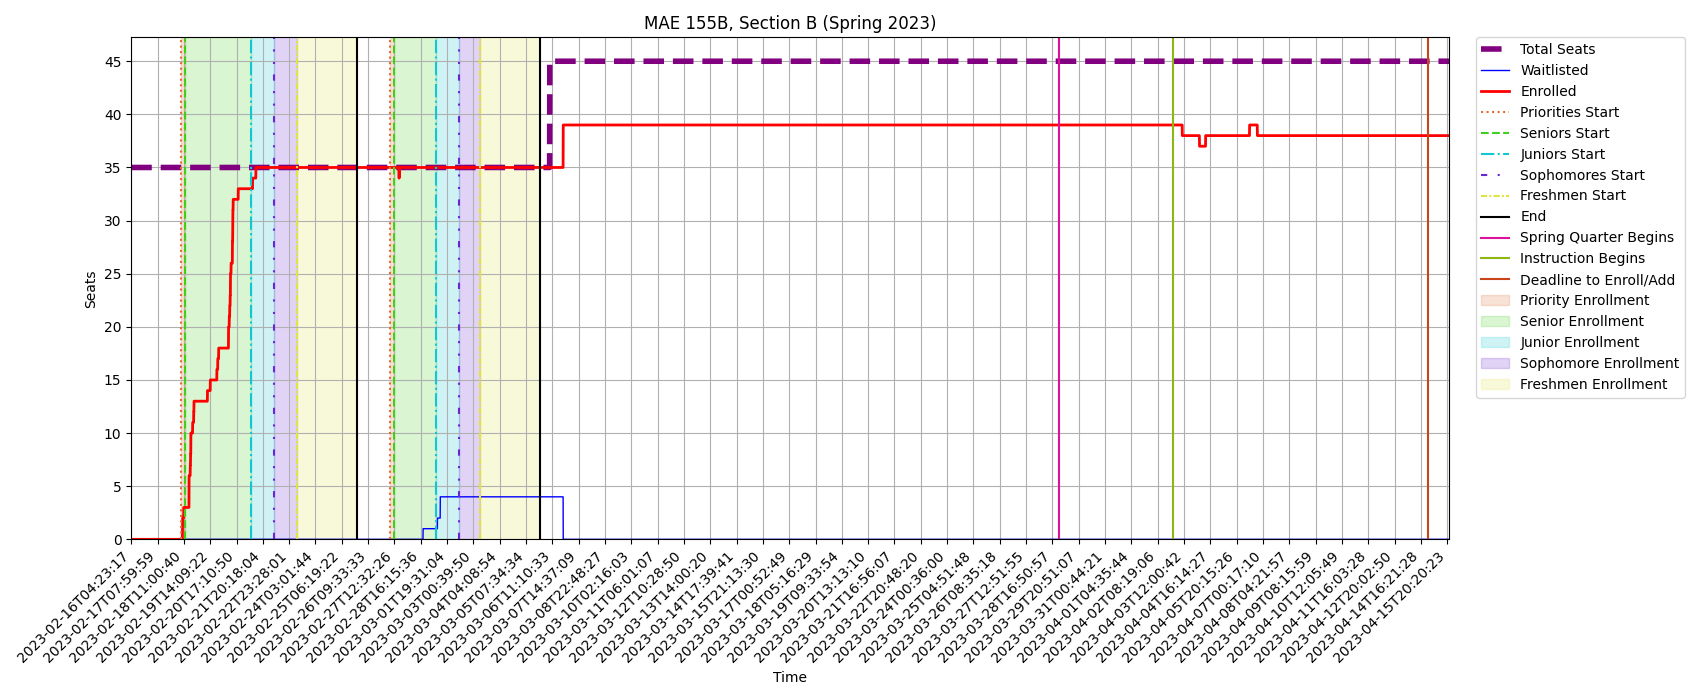 MAE 155B, Section B (Spring 2023)
Seats
45
40
35
30
25
20
15
10
5
0
2023-02-16T04:23:17
2023-02-17T07:59:59
2023-02-18T11:00:40
2023-02-19T14:09:22
2023-02-20T17:10:50
2023-02-21T20:18:04
2023-02-22T23:28:01
2023-02-24T03:01:44
2023-02-25T06:19:22
2023-02-26T09:33:33
2023-02-27T12:32:26
2023-02-28T16:15:36
2023-03-01T19:31:04
2023-03-03T00:39:50
2023-03-04T04:08:54
2023-03-05T07:34:34
2023-03-06T11:10:33
2023-03-07T14:37:09
2023-03-08T22:48:27
2023-03-10T02:16:03
2023-03-11T06:01:07
2023-03-12T10:28:50
2023-03-13T14:00:20
2023-03-14T17:39:41
2023-03-15T21:13:30
2023-03-17T00:52:49
2023-03-18T05:16:29
2023-03-19T09:33:54
2023-03-20T13:13:10
2023-03-21T16:56:07
2023-03-22T20:48:20
2023-03-24T00:36:00
2023-03-25T04:51:48
2023-03-26T08:35:18
2023-03-27T12:51:55
2023-03-28T16:50:57
2023-03-29T20:51:07
2023-03-31T00:44:21
2023-04-01T04:35:44
2023-04-02T08:19:06
2023-04-03T12:00:42
2023-04-04T16:14:27
2023-04-05T20:15:26
2023-04-07T00:17:10
2023-04-08T04:21:57
2023-04-09T08:15:59
2023-04-10T12:05:49
2023-04-11T16:03:28
2023-04-12T20:02:50
2023-04-14T16:21:28
2023-04-15T20:20:23
Time
Total Seats
Waitlisted
Enrolled
Priorities Start
Seniors Start
Juniors Start
Sophomores Start
Freshmen Start
End
Spring Quarter Begins
Instruction Begins
Deadline to Enroll/Add
Priority Enrollment
Senior Enrollment
Junior Enrollment
Sophomore Enrollment
Freshmen Enrollment